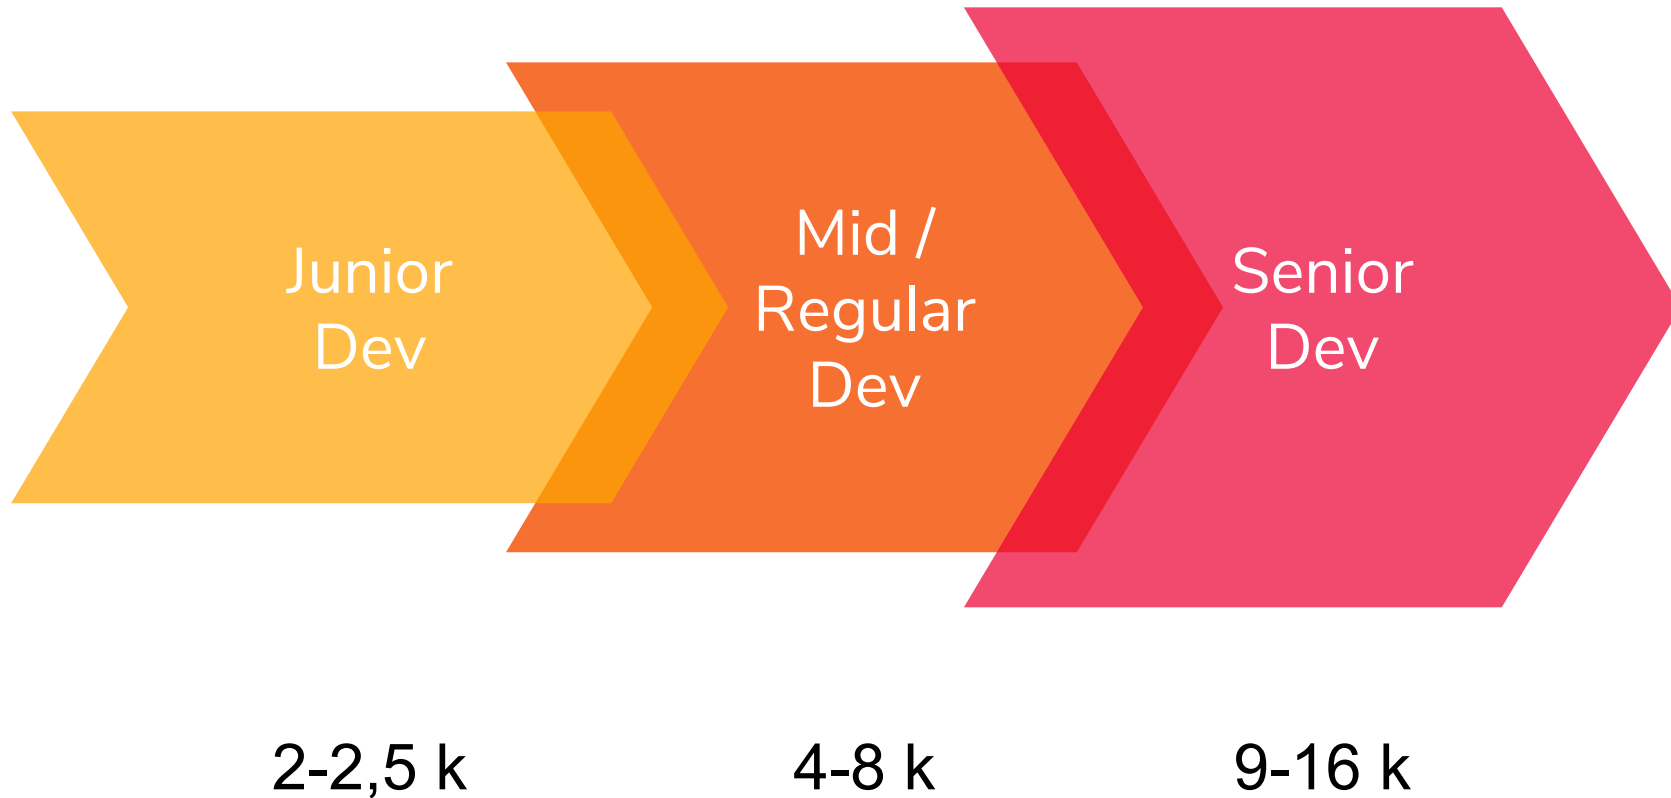 Junior
Dev
Mid /
Regular
Dev
Senior
Dev
2-2,5 k
4-8 k
9-16 k